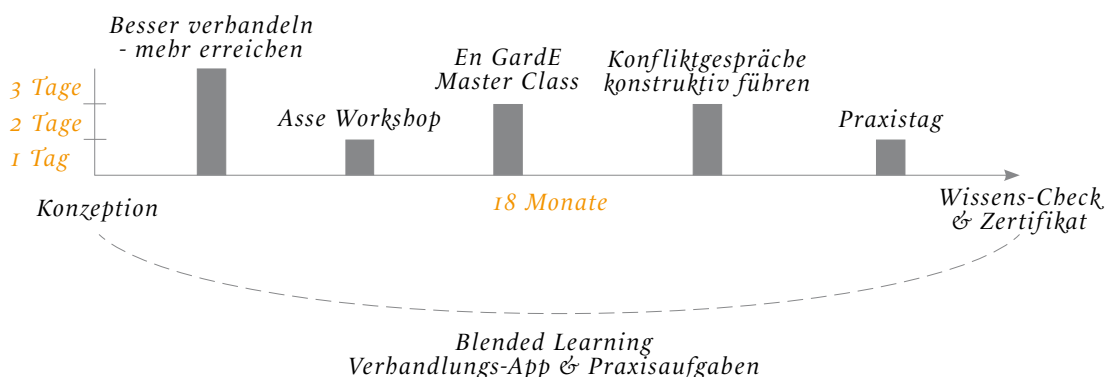 Besser verhandeln
- mehr erreichen
En GardE
Master Class
Konfliktgespräche
konstruktiv führen
3 Tage
2 Tage
1 Tag
Asse Workshop
Praxistag
Konzeption
18 Monate
Wissens-Check
& Zertifikat
Blended Learning
Verhandlungs-App & Praxisaufgaben